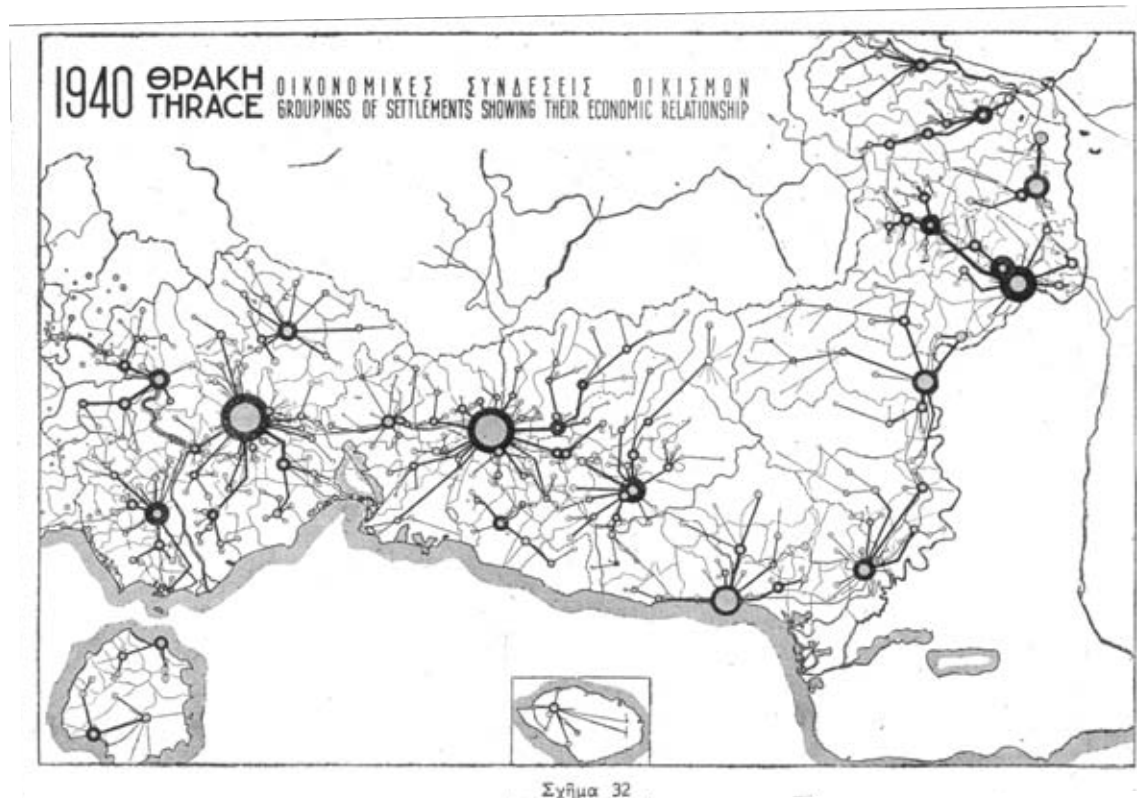 1940 ΘΡΑΚΗ ΟΙΚΟΝΟΜΙΚΕΣ ΣΥΝΔΕΣΕΙΣ ΟΙΚΙΣΜΩΝ
THRACE GROUPINGS OF SETTLEMENTS SHOWING THEIR ECONOMIC RELATIONSHIP
Σχῆμα 32